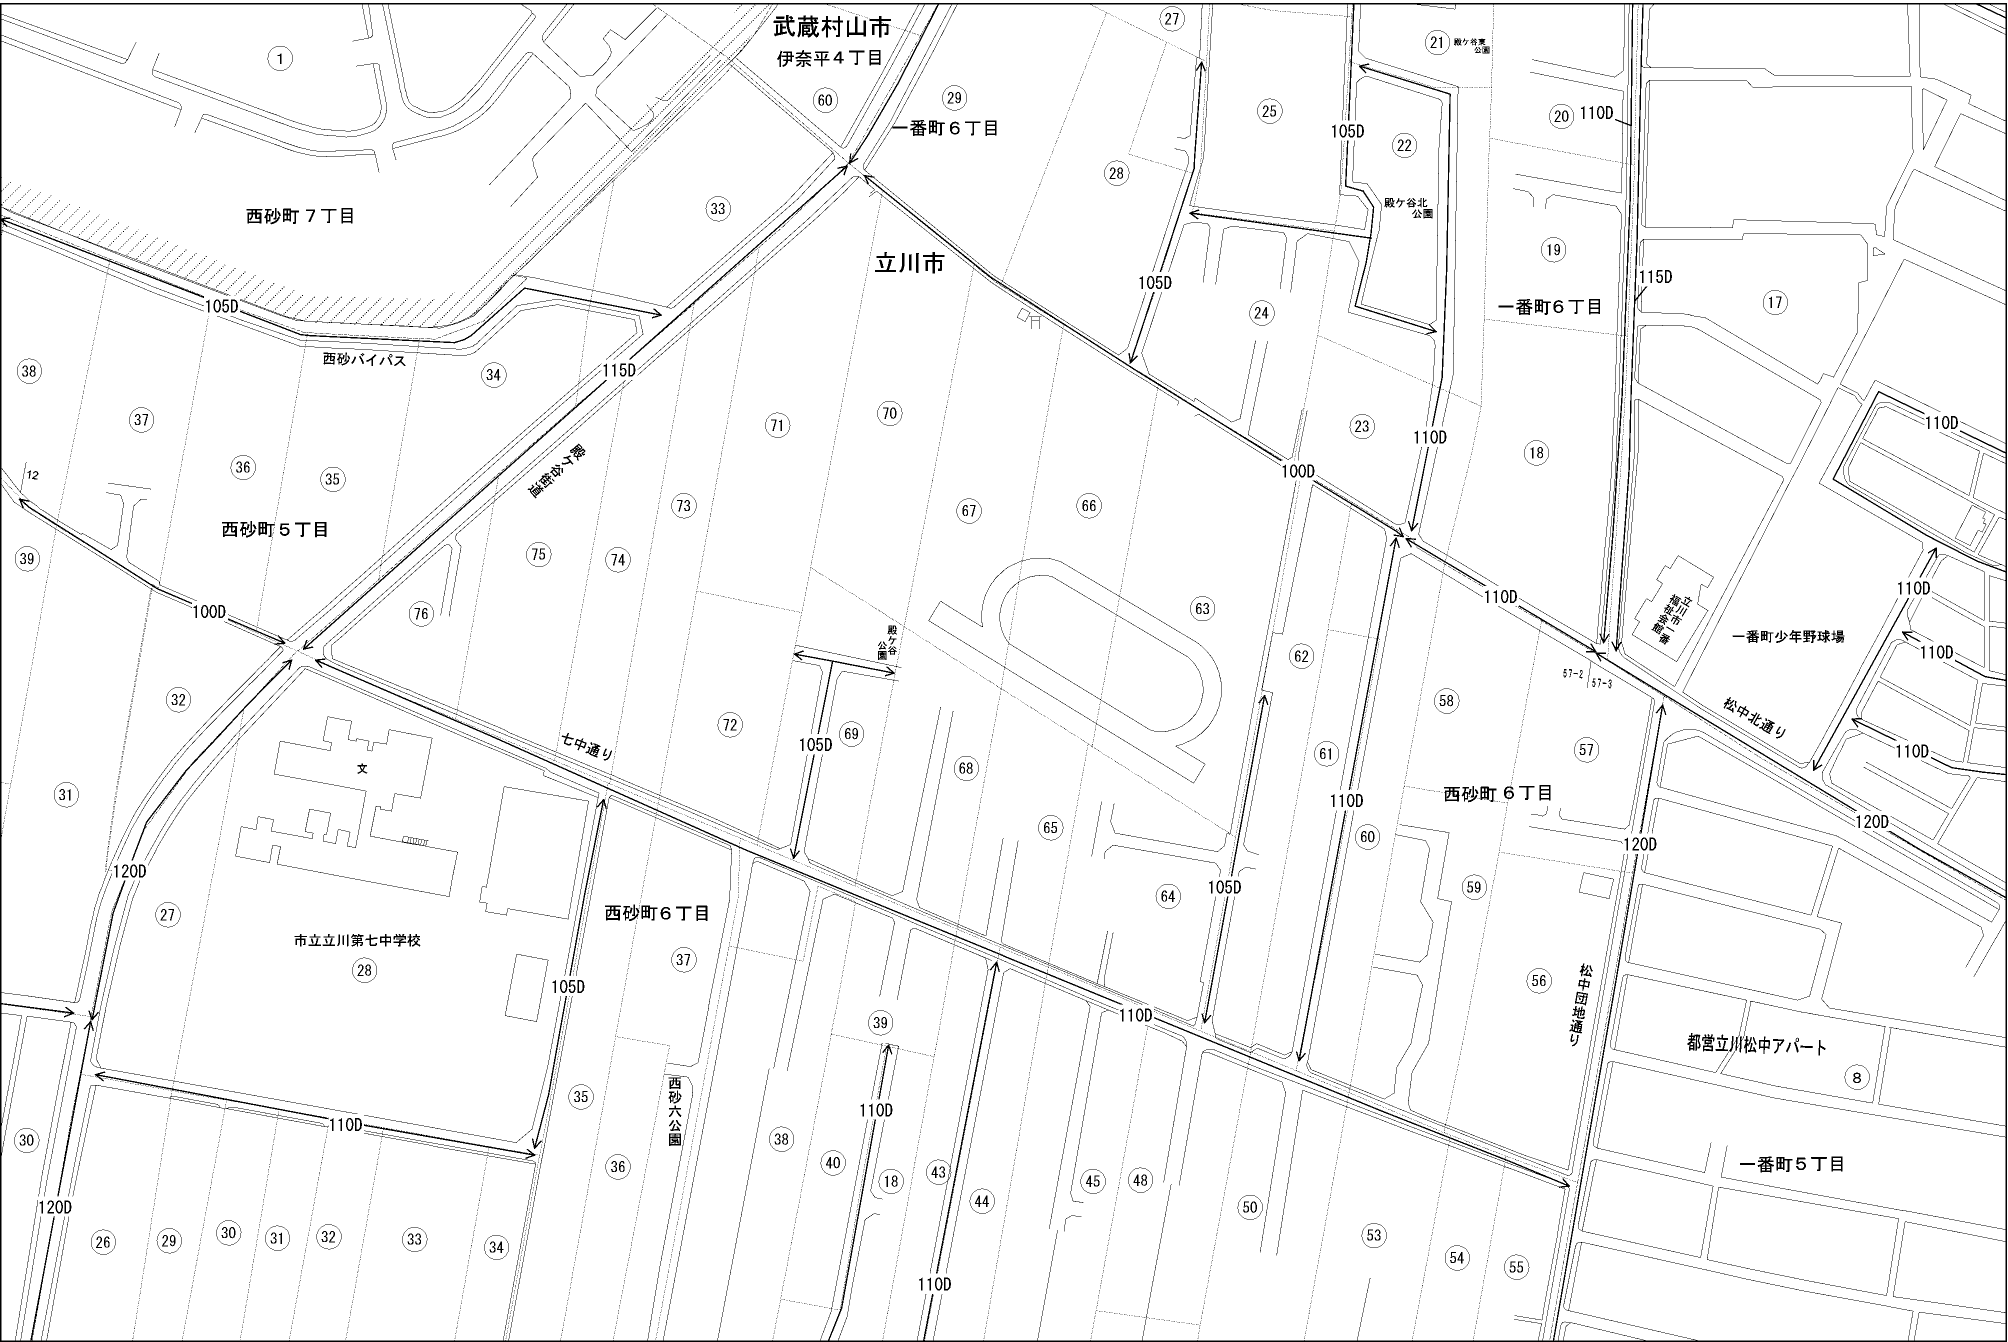 武蔵村山市
伊奈平４丁目
1
60
29
一番町６丁目
27
28
25
105D
22
21
殿ケ谷東
公園
20
110D
西砂町７丁目
33
殿ケ谷北
公園
19
立川市
105D
24
115D
一番町６丁目
17
105D
西砂バイパス
34
115D
38
37
36
35
殿ケ谷街道
71
70
23
110D
18
110D
12
西砂町５丁目
100D
73
67
66
39
75
74
110D
100D
76
63
110D
立川市一番
福祉会館
一番町少年野球場
殿ケ谷
公園
62
110D
57-2
57-3
32
58
松中北通り
七中通り
72
69
105D
61
57
110D
文
68
31
110D
西砂町６丁目
65
60
120D
120D
120D
59
105D
64
27
西砂町６丁目
市立立川第七中学校
28
37
105D
56
松中団地通り
39
110D
都営立川松中アパート
8
35
西砂六公園
110D
110D
30
38
40
18
43
44
45
48
36
一番町５丁目
120D
50
26
29
30
31
32
33
34
53
54
55
110D